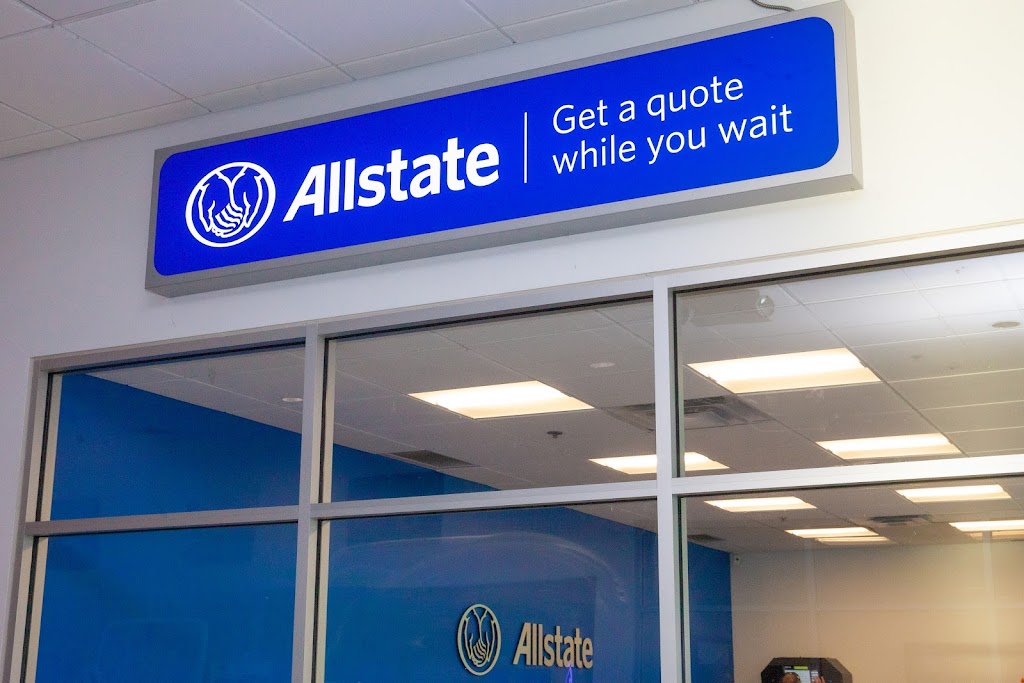 Allstate
Get a quote
while you wait
Allstate